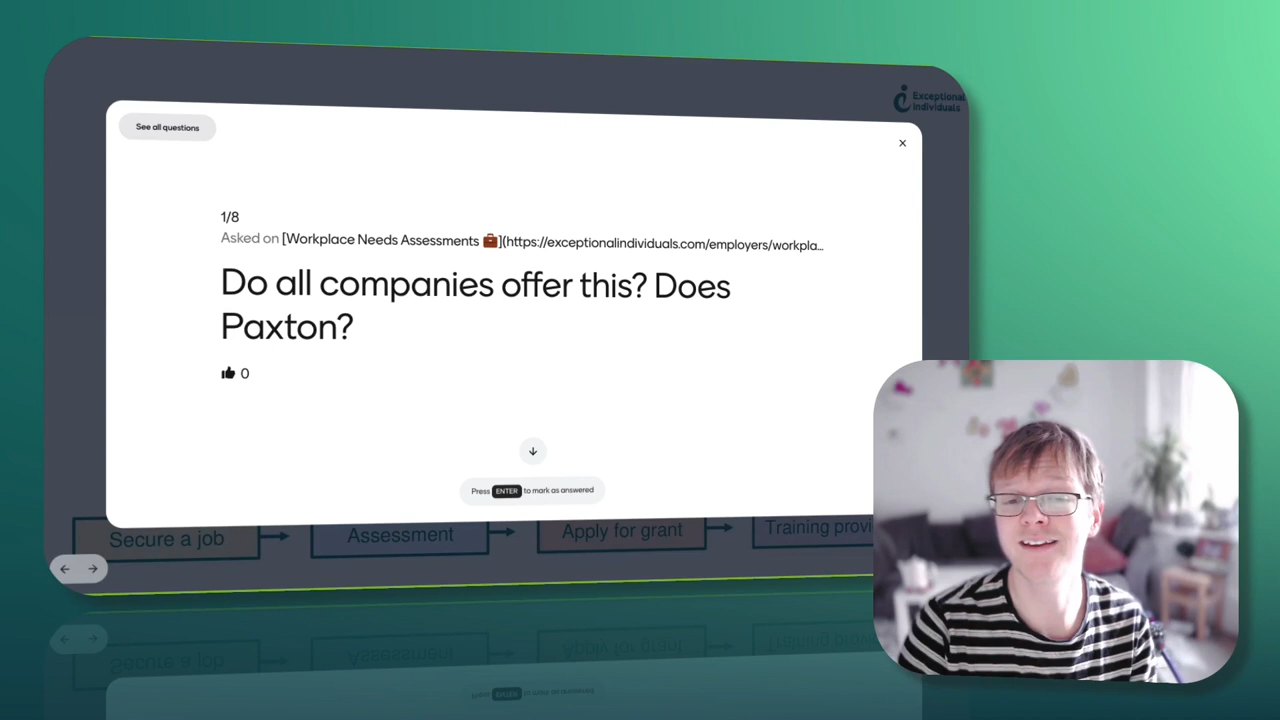 Exceptional
Individuals
See all questions
1/8
Asked on [Workplace Needs Assessments 💼](https://exceptionalindividuals.com/employers/workpla...
Do all companies offer this? Does
Paxton?
0
Press ENTER to mark as answered
Secure a job
Assessment
Apply for grant
Training provi